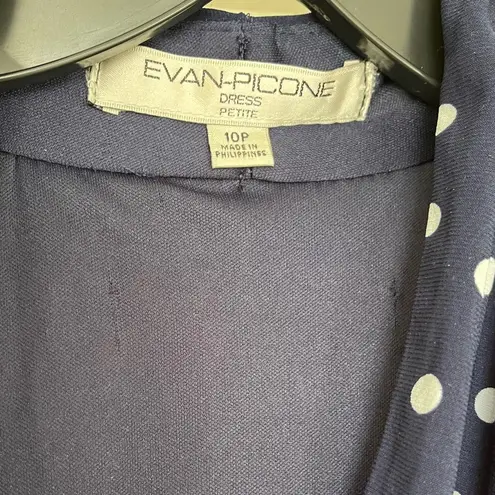 EVAN-PICONE
DRESS
PETITE
10P
MADE IN
PHILIPPINES